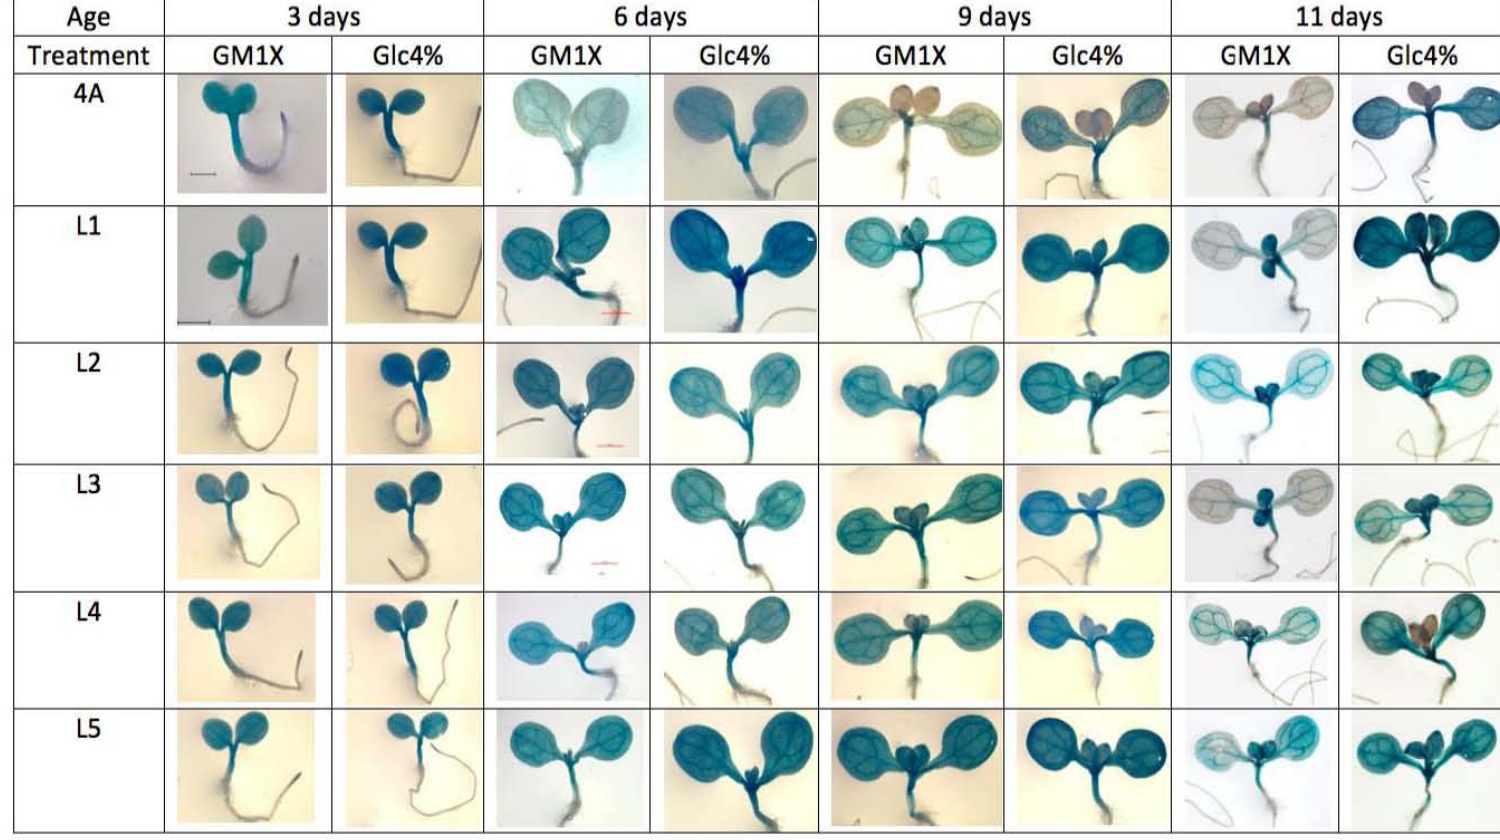 Age 3 days 6 days 9 days 11 days
Treatment GM1X Glc4% GM1X Glc4% GM1X Glc4% GM1X Glc4%
4A
L1
L2
L3
L4
L5